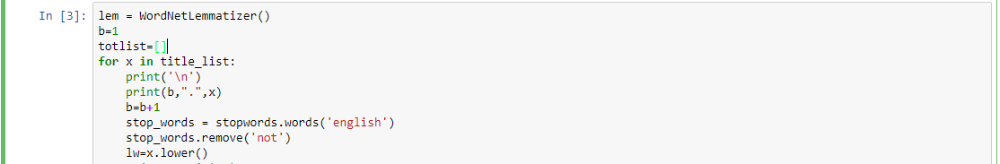 In [3]: lem = WordNetLemmatizer()
b=1
totlist=[]
for x in title_list:
    print('\n')
    print(b,".",x)
    b=b+1
    stop_words = stopwords.words('english')
    stop_words.remove('not')
    lw=x.lower()